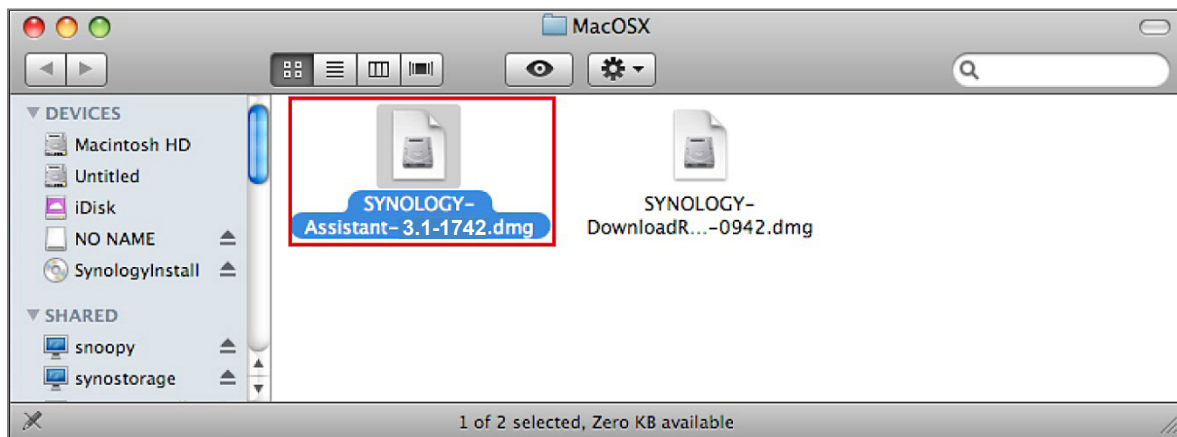 MacOSX
DEVICES
Macintosh HD
Untitled
iDisk
NO NAME
SynologyInstall
SHARED
snoopy
synostorage
SYNOLOGY-
Assistant- 3.1-1742.dmg
SYNOLOGY-
DownloadR...-0942.dmg
1 of 2 selected, Zero KB available